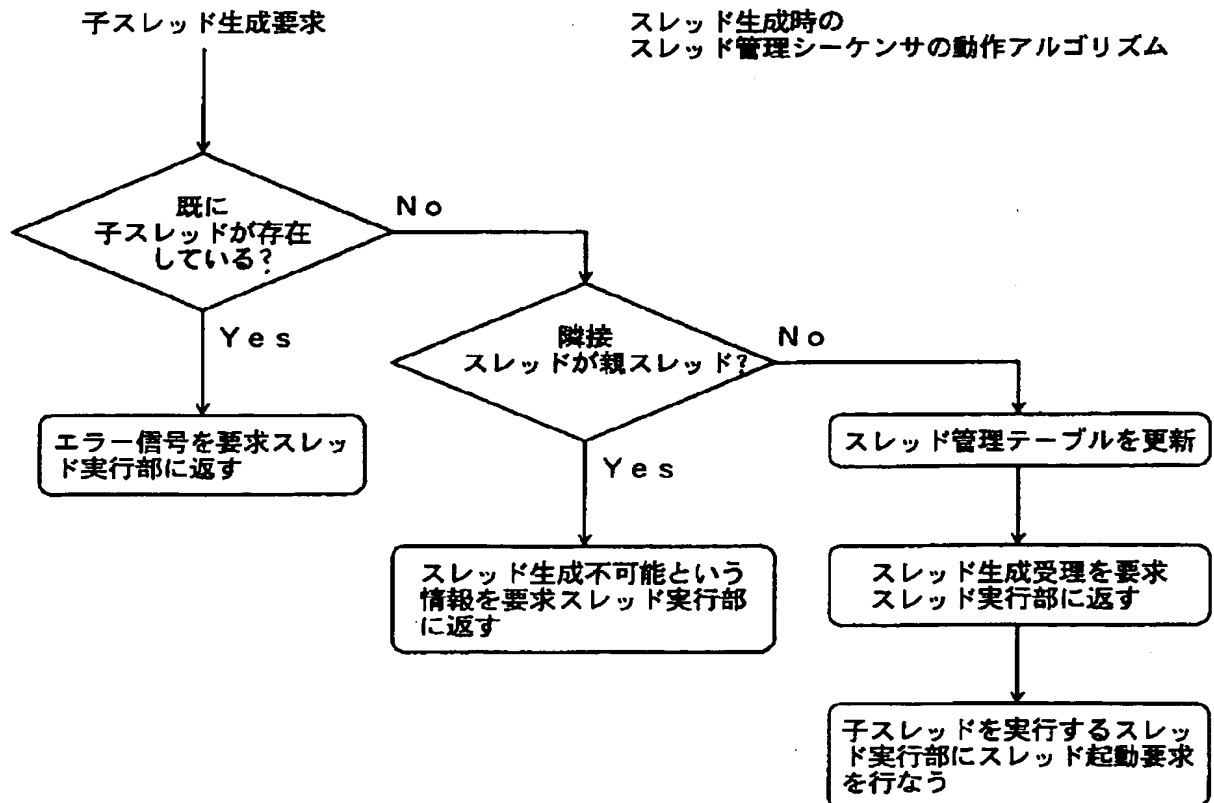 子スレッド生成要求
スレッド生成時の
スレッド管理シーケンサの動作アルゴリズム
既に
子スレッドが存在
している?
No
Yes
隣接
スレッドが親スレッド?
No
Yes
エラー信号を要求スレッ
ド実行部に返す
スレッド管理テーブルを更新
スレッド生成不可能という
情報を要求スレッド実行部
に返す
スレッド生成受理を要求
スレッド実行部に返す
子スレッドを実行するスレッ
ド実行部にスレッド起動要求
を行なう